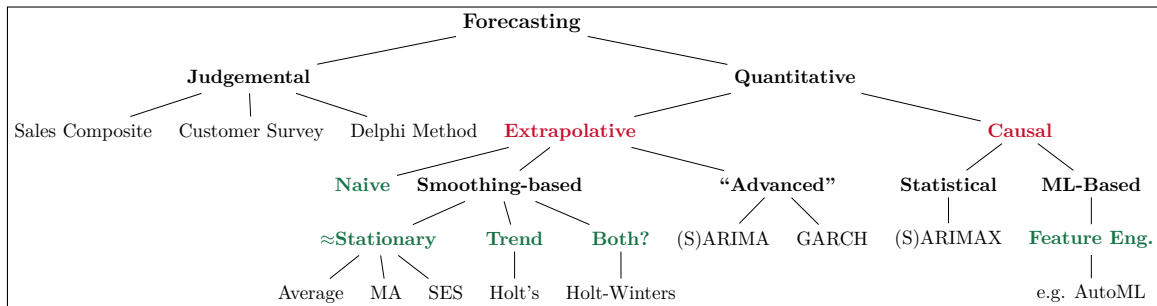 Forecasting
Judgemental Quantitative
Sales Composite Customer Survey Delphi Method Extrapolative Causal
Naive Smoothing-based “Advanced” Statistical ML-Based
≈Stationary Trend Both? (S)ARIMA GARCH (S)ARIMAX Feature Eng.
Average MA SES Holt's Holt-Winters e.g. AutoML